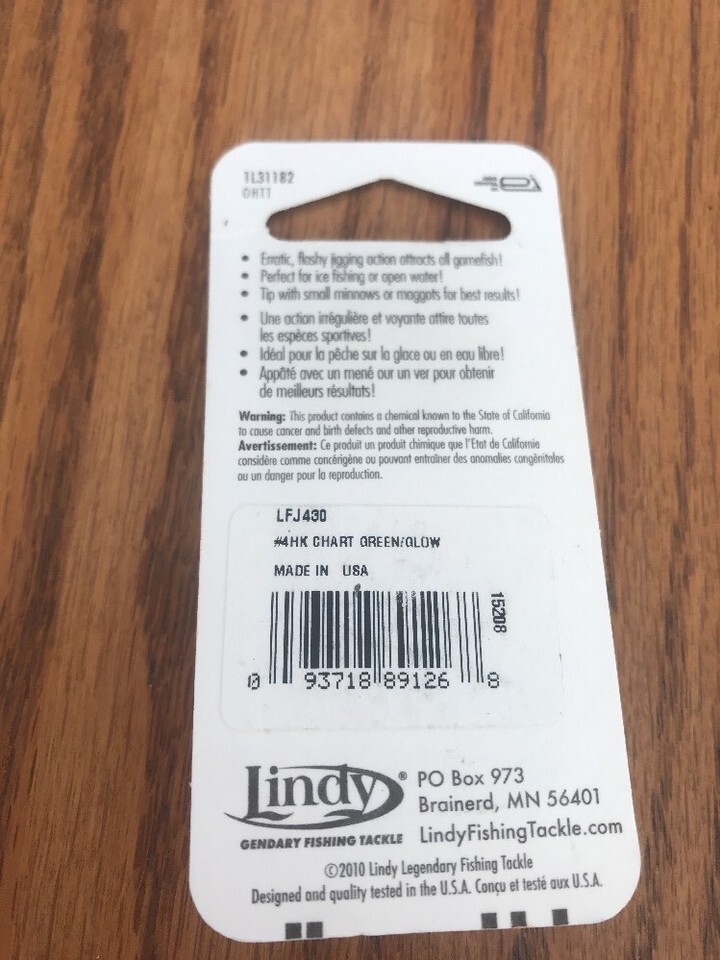 1L31182
OHTT
• Erratic, flashy jigging action attracts all gamefish!
• Perfect for ice fishing or open water!
• Tip with small minnows or maggots for best results!
• Une action irrégulière et voyante attire toutes
les espèces sportives!
• Idéal pour la pêche sur la glace ou en eau libre!
• Appâté avec un mené our un ver pour obtenir
de meilleurs résultats!
Warning: This product contains a chemical known to the State of California
to cause cancer and birth defects and other reproductive harm.
Avertissement: Ce produit un produit chimique que l'Etat de Californie
considère comme concérigène ou pouvant entraîner des anomalies congénitales
ou un danger pour la reproduction.
LFJ430
#4HK CHART GREEN/GLOW
MADE IN USA
15208
0 93718 89126 8
Lindy®
GENDARY FISHING TACKLE
PO Box 973
Brainerd, MN 56401
LindyFishingTackle.com
©2010 Lindy Legendary Fishing Tackle
Designed and quality tested in the U.S.A. Conçu et testé aux U.S.A.